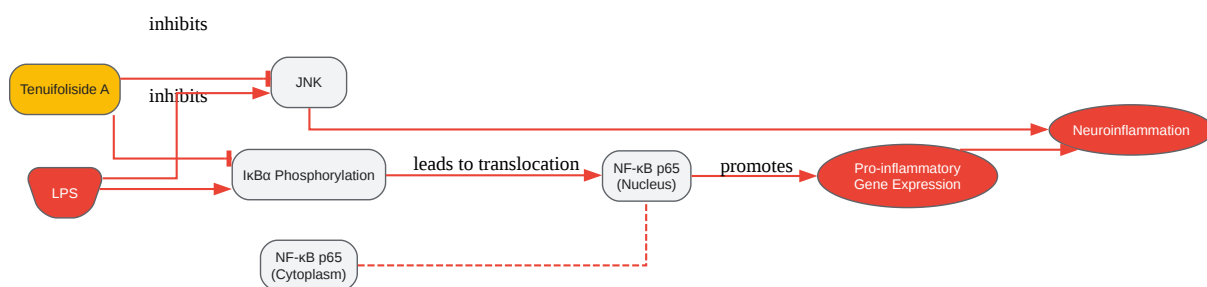 inhibits
Tenuifoliside A
JNK
inhibits
Neuroinflammation
IκBα Phosphorylation
leads to translocation
NF-κB p65
(Nucleus)
promotes
Pro-inflammatory
Gene Expression
LPS
NF-κB p65
(Cytoplasm)